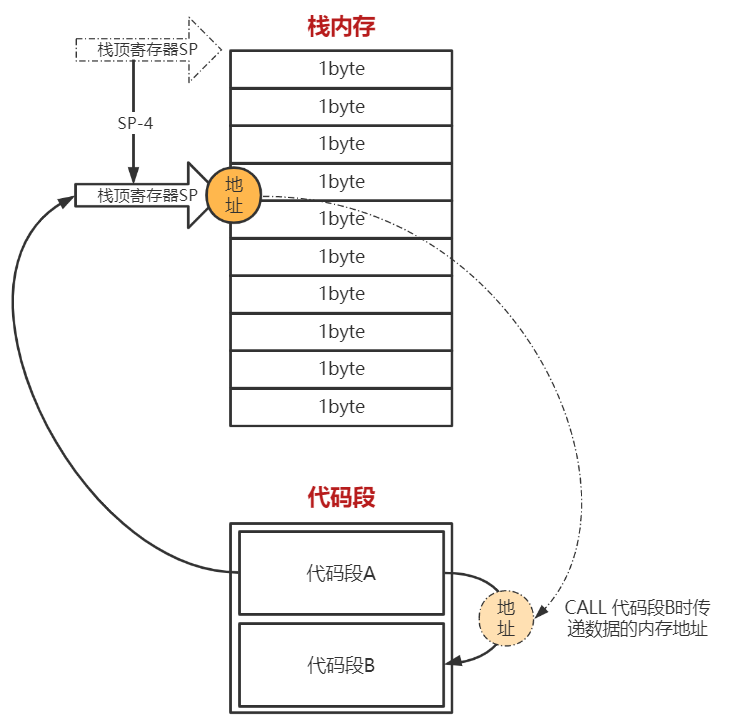 栈内存
栈顶寄存器SP
1byte
1byte
SP-4
1byte
1byte
栈顶寄存器SP
地
址
1byte
1byte
1byte
1byte
1byte
1byte
代码段
代码段A
地
址
CALL 代码段B时传
递数据的内存地址
代码段B